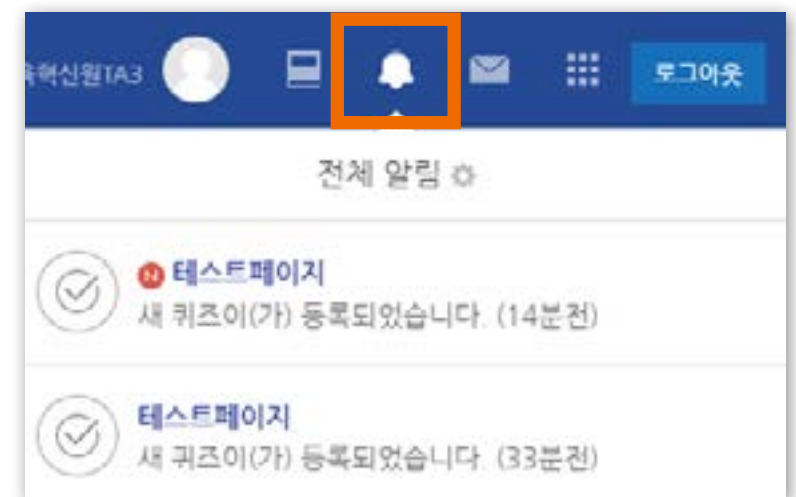 육혁신원TA3 로그아웃
전체 알림
N 테스트페이지
새 퀴즈이(가) 등록되었습니다. (14분전)
테스트페이지
새 퀴즈이(가) 등록되었습니다. (33분전)